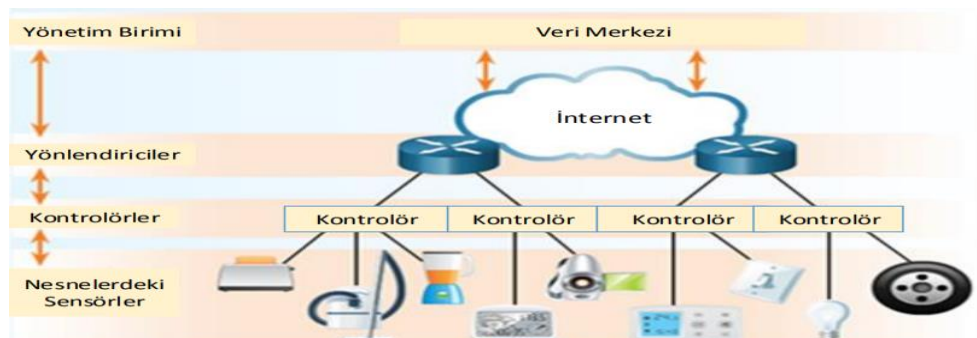 Yönetim Birimi
Veri Merkezi
İnternet
Yönlendiriciler
Kontrolörler
Kontrolör
Kontrolör
Kontrolör
Kontrolör
Nesnelerdeki
Sensörler